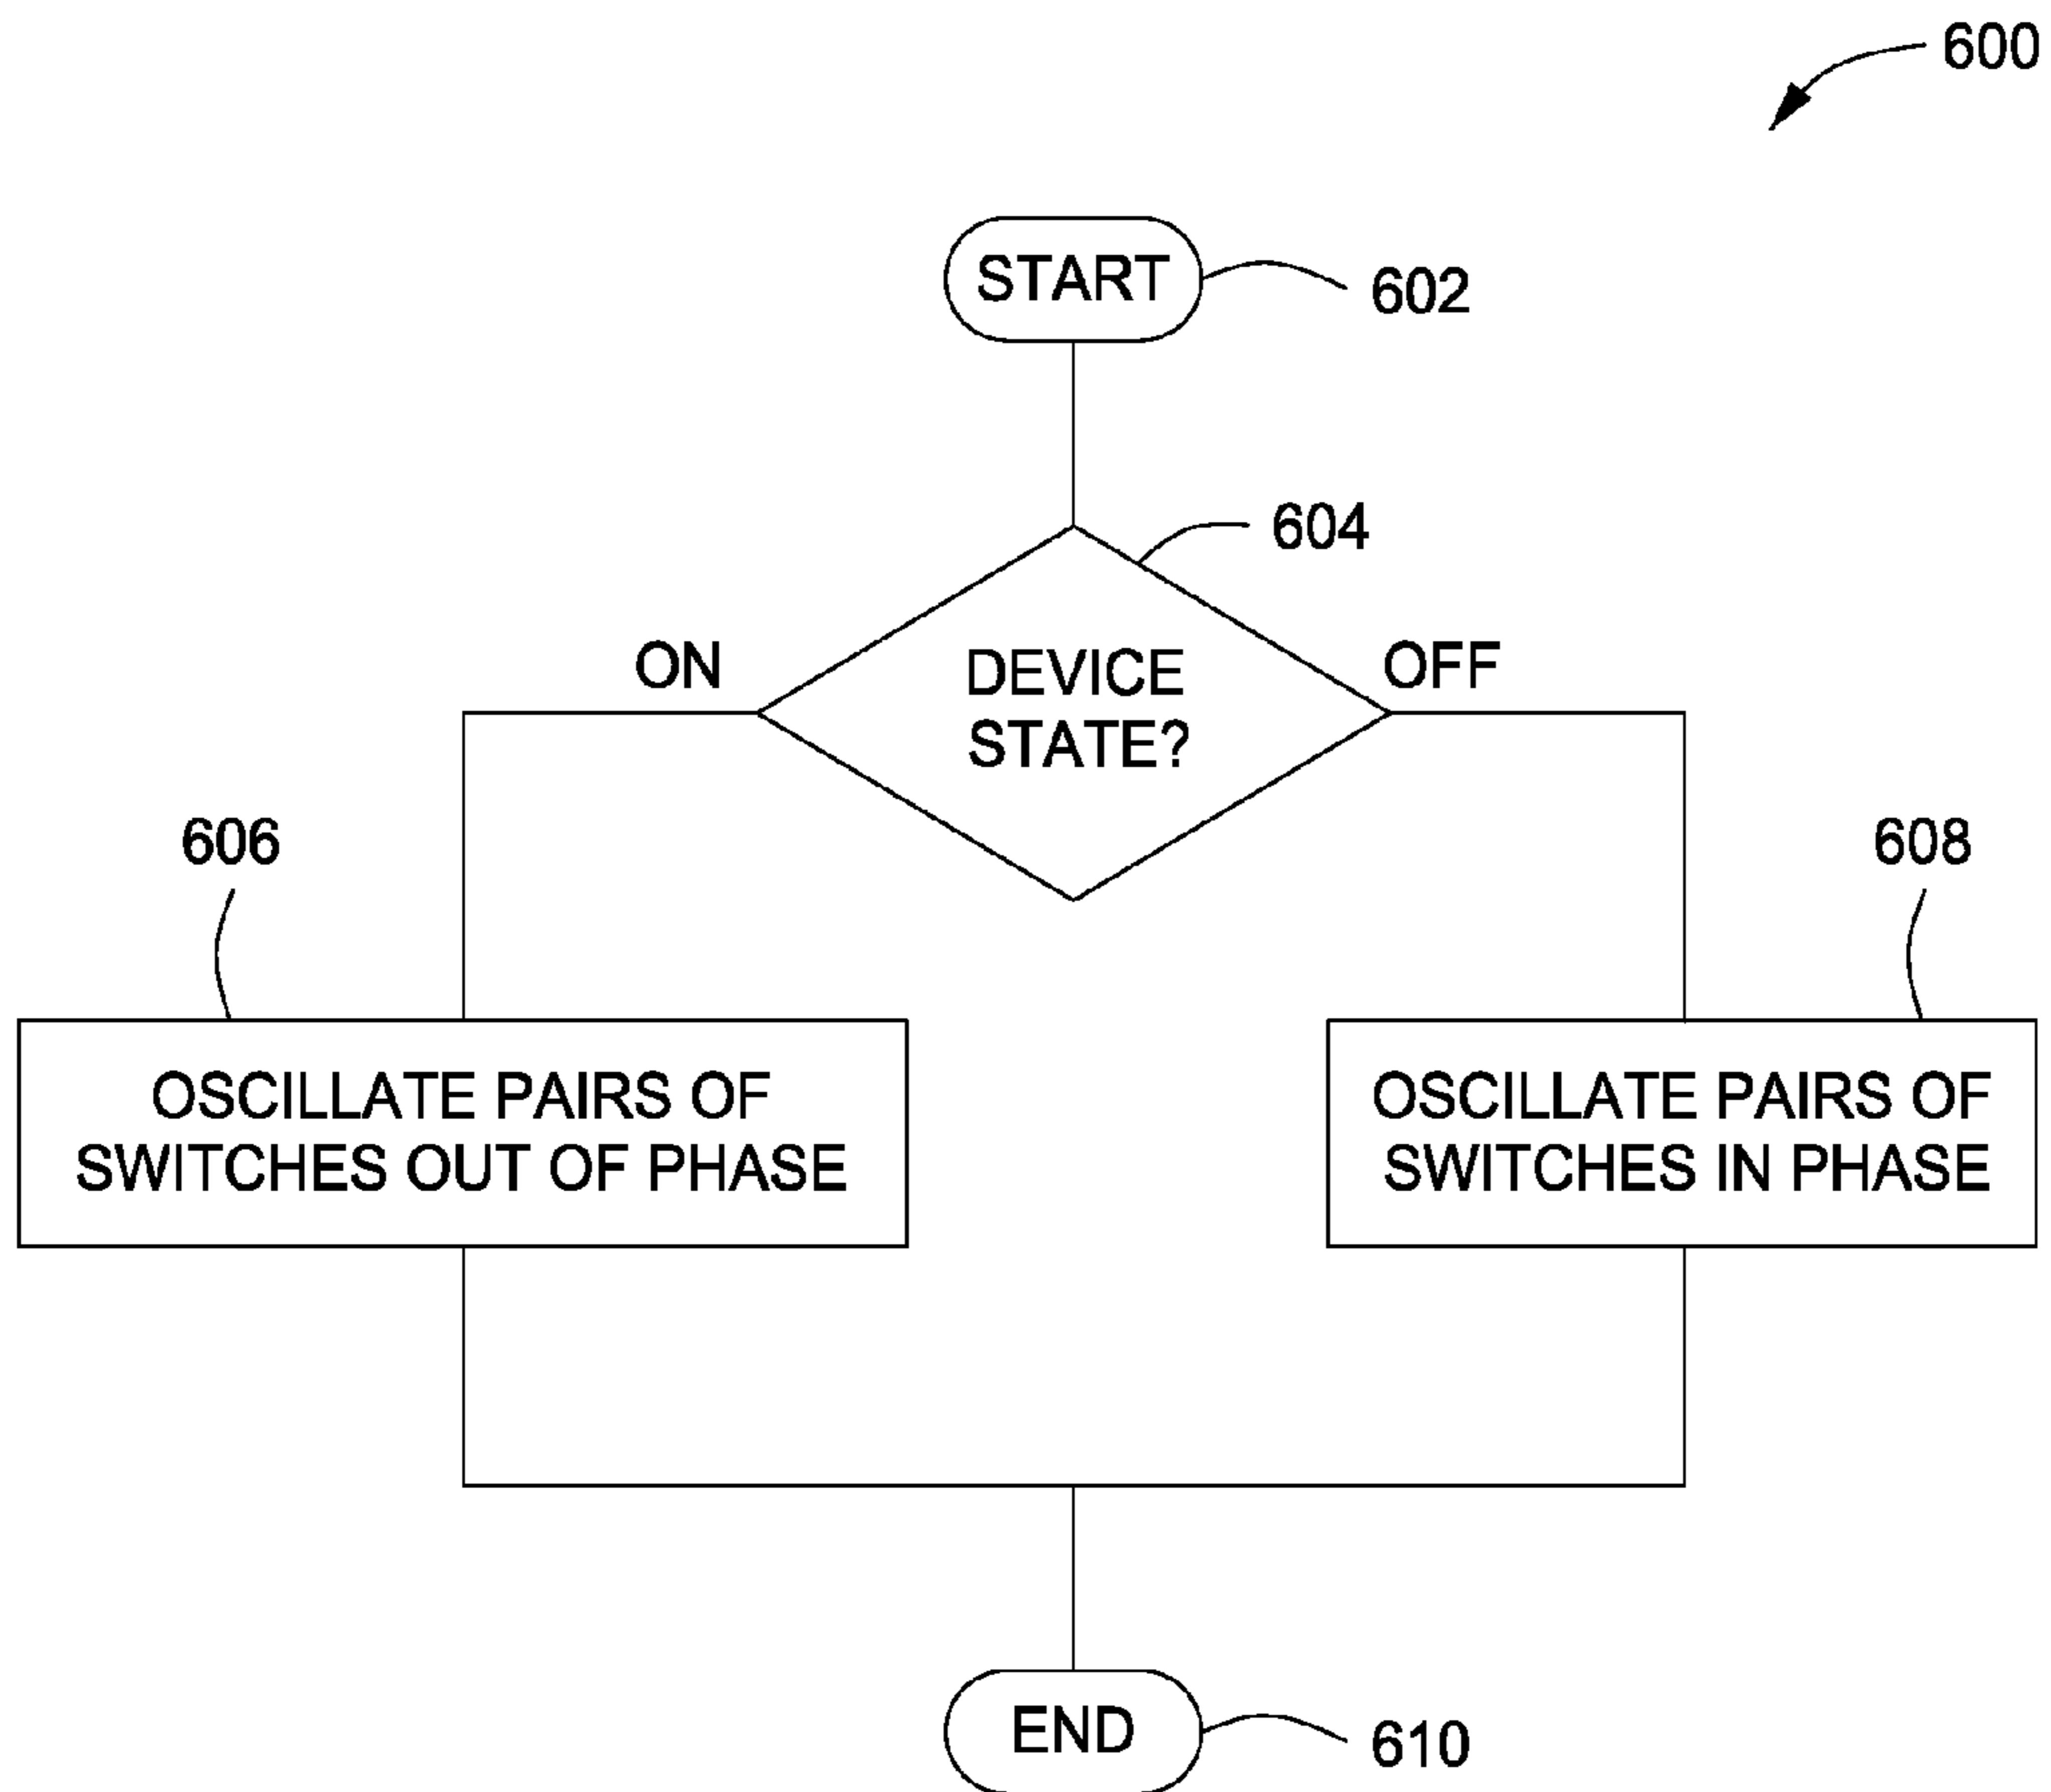 600
START
602
604
DEVICE
STATE?
ON
OFF
606
608
OSCILLATE PAIRS OF
SWITCHES OUT OF PHASE
OSCILLATE PAIRS OF
SWITCHES IN PHASE
END
610